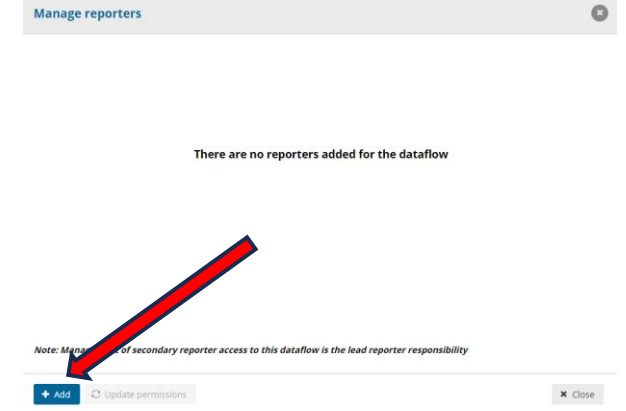 Manage reporters
There are no reporters added for the dataflow
Note: Mana of secondary reporter access to this dataflow is the lead reporter responsibility
Add
Update permissions
Close